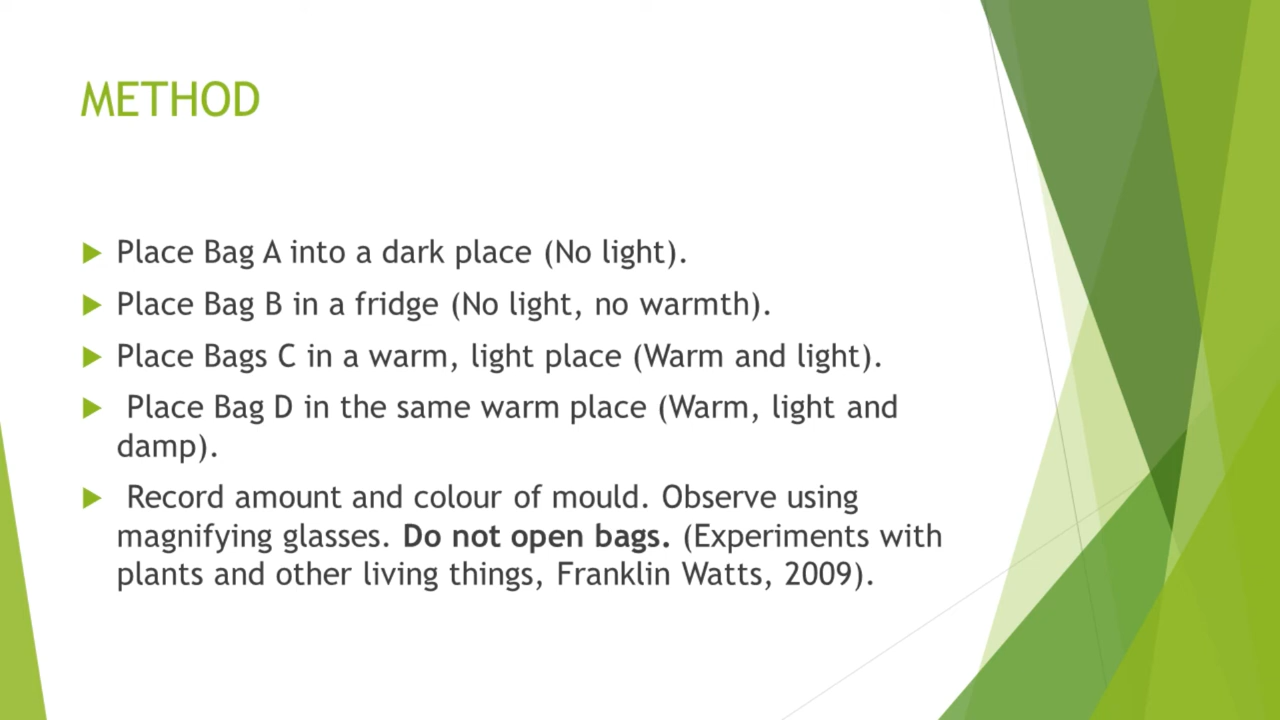 METHOD
Place Bag A into a dark place (No light).
Place Bag B in a fridge (No light, no warmth).
Place Bags C in a warm, light place (Warm and light).
Place Bag D in the same warm place (Warm, light and
damp).
Record amount and colour of mould. Observe using
magnifying glasses. Do not open bags. (Experiments with
plants and other living things, Franklin Watts, 2009).